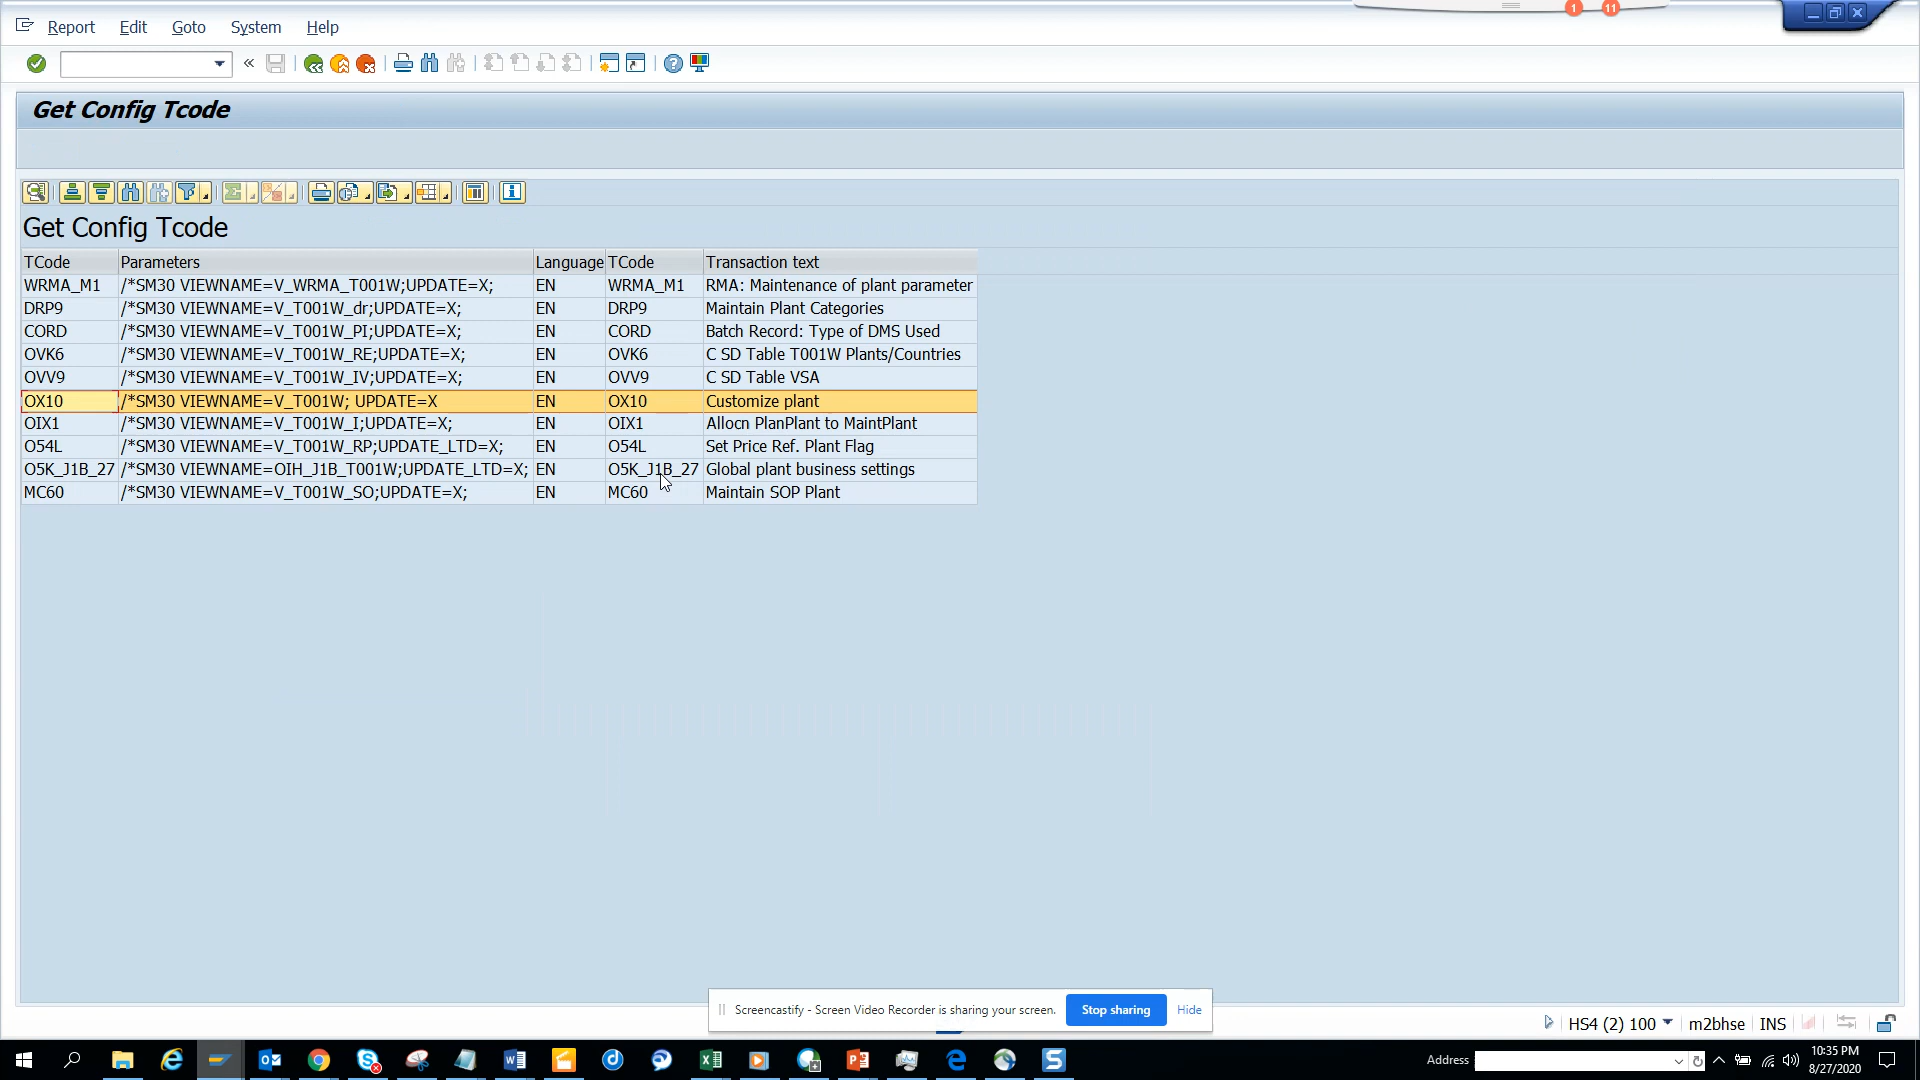 1 11
Report Edit Goto System Help
Get Config Tcode
Get Config Tcode
TCode Parameters Language TCode Transaction text
WRMA_M1 /*SM30 VIEWNAME=V_WRMA_T001W;UPDATE=X; EN WRMA_M1 RMA: Maintenance of plant parameter
DRP9 /*SM30 VIEWNAME=V_T001W_dr;UPDATE=X; EN DRP9 Maintain Plant Categories
CORD /*SM30 VIEWNAME=V_T001W_PI;UPDATE=X; EN CORD Batch Record: Type of DMS Used
OVK6 /*SM30 VIEWNAME=V_T001W_RE;UPDATE=X; EN OVK6 C SD Table T001W Plants/Countries
OVV9 /*SM30 VIEWNAME=V_T001W_IV;UPDATE=X; EN OVV9 C SD Table VSA
OX10 /*SM30 VIEWNAME=V_T001W; UPDATE=X EN OX10 Customize plant
OIX1 /*SM30 VIEWNAME=V_T001W_I;UPDATE=X; EN OIX1 Allocn PlanPlant to MaintPlant
O54L /*SM30 VIEWNAME=V_T001W_RP;UPDATE_LTD=X; EN O54L Set Price Ref. Plant Flag
O5K_J1B_27 /*SM30 VIEWNAME=OIH_J1B_T001W;UPDATE_LTD=X; EN O5K_J1B_27 Global plant business settings
MC60 /*SM30 VIEWNAME=V_T001W_SO;UPDATE=X; EN MC60 Maintain SOP Plant
Screencastify - Screen Video Recorder is sharing your screen. Stop sharing Hide
HS4 (2) 100 m2bhse INS
Address 10:35 PM
8/27/2020